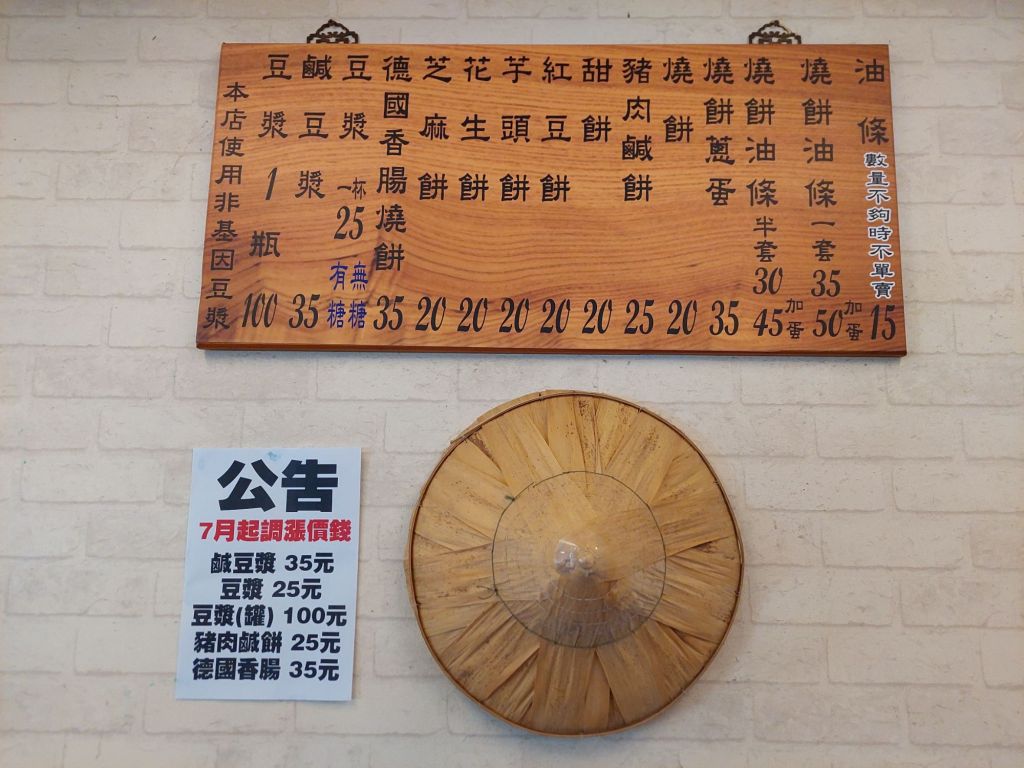 油條 數量不夠時不單賣 15
燒餅油條一套 35 加蛋 50
燒餅油條半套 30 加蛋 45
燒餅蔥蛋 35
燒餅 20
豬肉鹹餅 25
甜餅 20
紅豆餅 20
芋頭餅 20
花生餅 20
芝麻餅 20
德國香腸燒餅 35
豆漿 一杯 25 無糖 有糖
鹹豆漿 35
豆漿1瓶 100
本店使用非基因豆漿
公告
7月起調漲價錢
鹹豆漿 35元
豆漿 25元
豆漿(罐) 100元
豬肉鹹餅 25元
德國香腸 35元